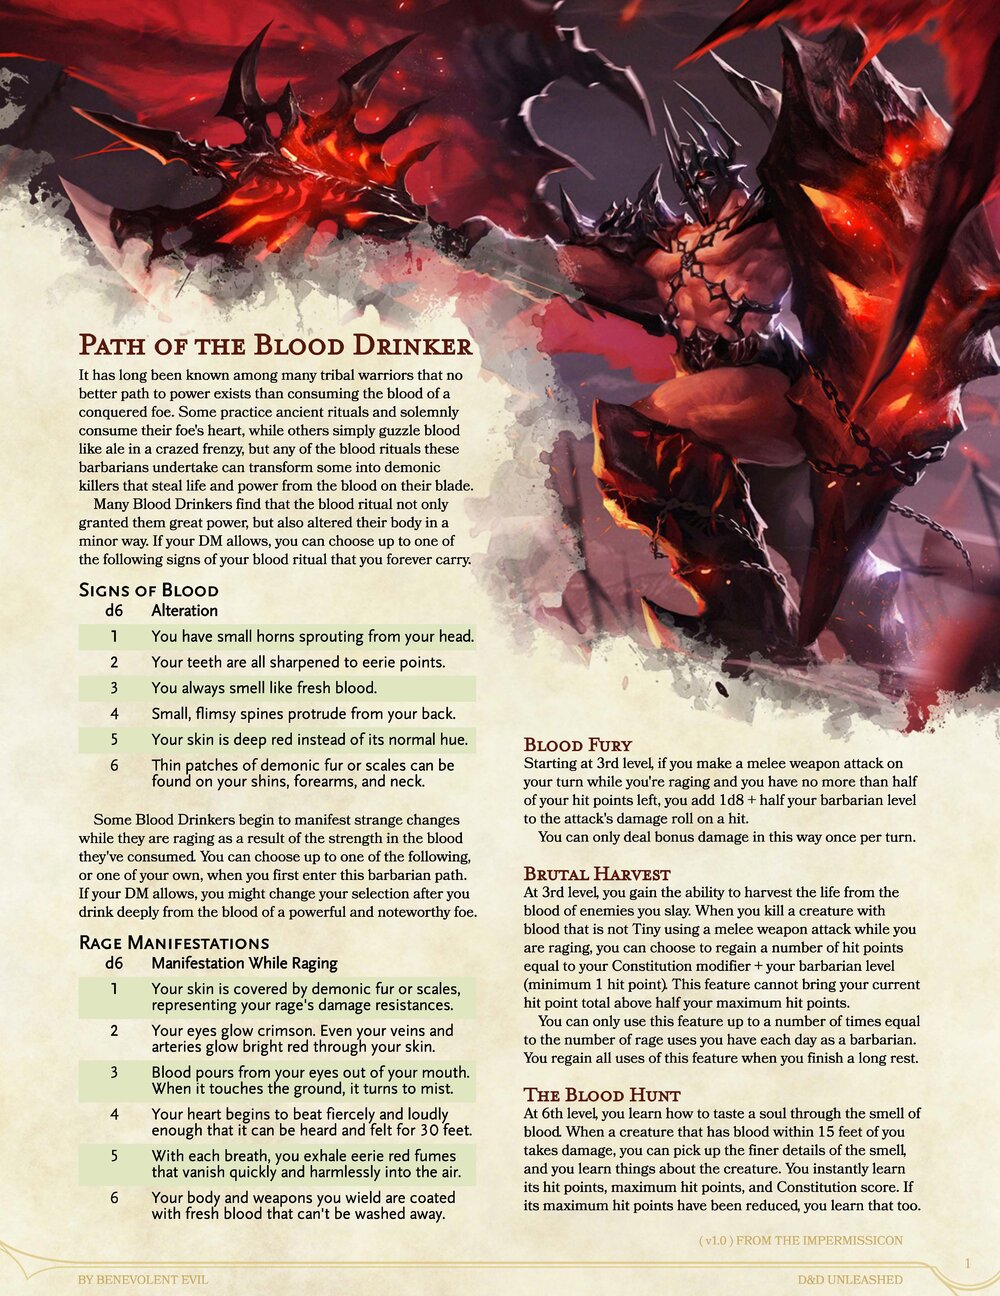 Path of the Blood Drinker
It has long been known among many tribal warriors that no
better path to power exists than consuming the blood of a
conquered foe. Some practice ancient rituals and solemnly
consume their foe's heart, while others simply guzzle blood
like ale in a crazed frenzy, but any of the blood rituals these
barbarians undertake can transform some into demonic
killers that steal life and power from the blood on their blade.
Many Blood Drinkers find that the blood ritual not only
granted them great power, but also altered their body in a
minor way. If your DM allows, you can choose up to one of
the following signs of your blood ritual that you forever carry.
Signs of Blood
d6 Alteration
1 You have small horns sprouting from your head.
2 Your teeth are all sharpened to eerie points.
3 You always smell like fresh blood.
4 Small, flimsy spines protrude from your back.
5 Your skin is deep red instead of its normal hue.
6 Thin patches of demonic fur or scales can be
found on your shins, forearms, and neck.
Some Blood Drinkers begin to manifest strange changes
while they are raging as a result of the strength in the blood
they've consumed. You can choose up to one of the following,
or one of your own, when you first enter this barbarian path.
If your DM allows, you might change your selection after you
drink deeply from the blood of a powerful and noteworthy foe.
Rage Manifestations
d6 Manifestation While Raging
1 Your skin is covered by demonic fur or scales,
representing your rage's damage resistances.
2 Your eyes glow crimson. Even your veins and
arteries glow bright red through your skin.
3 Blood pours from your eyes out of your mouth.
When it touches the ground, it turns to mist.
4 Your heart begins to beat fiercely and loudly
enough that it can be heard and felt for 30 feet.
5 With each breath, you exhale eerie red fumes
that vanish quickly and harmlessly into the air.
6 Your body and weapons you wield are coated
with fresh blood that can't be washed away.
Blood Fury
Starting at 3rd level, if you make a melee weapon attack on
your turn while you're raging and you have no more than half
of your hit points left, you add 1d8 + half your barbarian level
to the attack's damage roll on a hit.
You can only deal bonus damage in this way once per turn.
Brutal Harvest
At 3rd level, you gain the ability to harvest the life from the
blood of enemies you slay. When you kill a creature with
blood that is not Tiny using a melee weapon attack while you
are raging, you can choose to regain a number of hit points
equal to your Constitution modifier + your barbarian level
(minimum 1 hit point). This feature cannot bring your current
hit point total above half your maximum hit points.
You can only use this feature up to a number of times equal
to the number of rage uses you have each day as a barbarian.
You regain all uses of this feature when you finish a long rest.
The Blood Hunt
At 6th level, you learn how to taste a soul through the smell of
blood. When a creature that has blood within 15 feet of you
takes damage, you can pick up the finer details of the smell,
and you learn things about the creature. You instantly learn
its hit points, maximum hit points, and Constitution score. If
its maximum hit points have been reduced, you learn that too.
( v1.0 ) FROM THE IMPERMISSICON
1
BY BENEVOLENT EVIL
D&D UNLEASHED